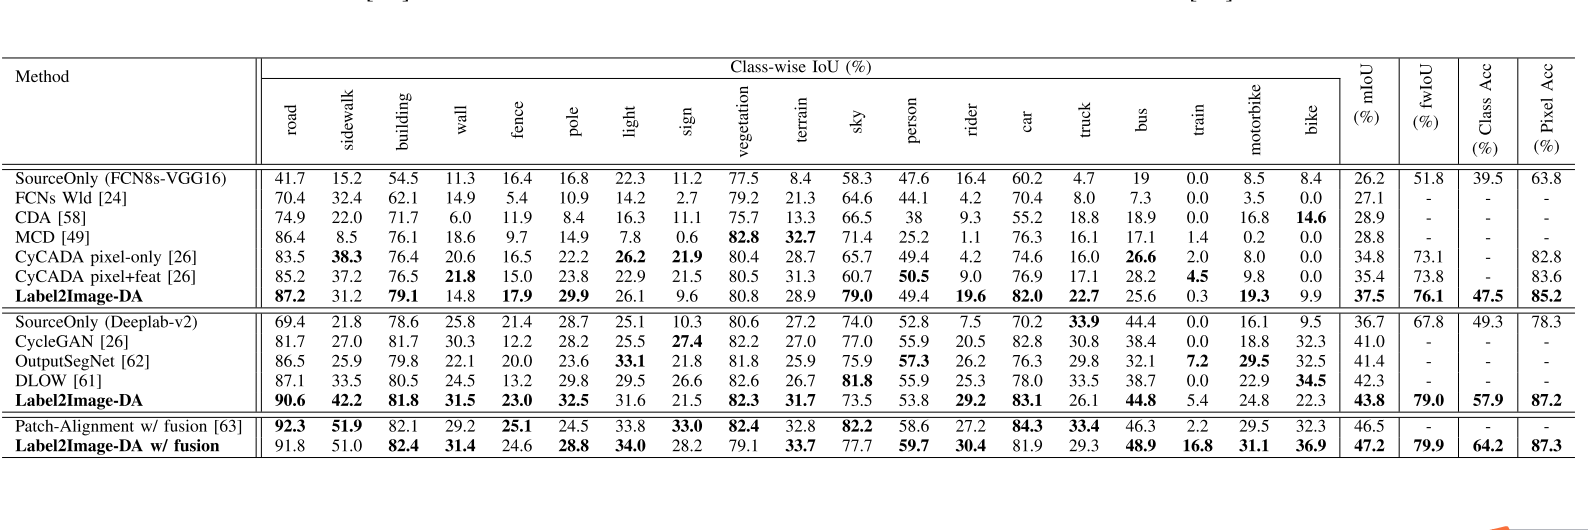 Method Class-wise IoU (%) (%) mIoU (%) fwIoU (%) Class Acc (%) Pixel Acc
road sidewalk building wall fence pole light sign vegetation terrain sky person rider car truck bus train motorbike bike
SourceOnly (FCN8s-VGG16) 41.7 15.2 54.5 11.3 16.4 16.8 22.3 11.2 77.5 8.4 58.3 47.6 16.4 60.2 4.7 19 0.0 8.5 8.4 26.2 51.8 39.5 63.8
FCNs Wld [24] 70.4 32.4 62.1 14.9 5.4 10.9 14.2 2.7 79.2 21.3 64.6 44.1 4.2 70.4 8.0 7.3 0.0 3.5 0.0 27.1 - - -
CDA [58] 74.9 22.0 71.7 6.0 11.9 8.4 16.3 11.1 75.7 13.3 66.5 38 9.3 55.2 18.8 18.9 0.0 16.8 14.6 28.9 - - -
MCD [49] 86.4 8.5 76.1 18.6 9.7 14.9 7.8 0.6 82.8 32.7 71.4 25.2 1.1 76.3 16.1 17.1 1.4 0.2 0.0 28.8 - - -
CyCADA pixel-only [26] 83.5 38.3 76.4 20.6 16.5 22.2 26.2 21.9 80.4 28.7 65.7 49.4 4.2 74.6 16.0 26.6 2.0 8.0 0.0 34.8 73.1 - 82.8
CyCADA pixel+feat [26] 85.2 37.2 76.5 21.8 15.0 23.8 22.9 21.5 80.5 31.3 60.7 50.5 9.0 76.9 17.1 28.2 4.5 9.8 0.0 35.4 73.8 - 83.6
Label2Image-DA 87.2 31.2 79.1 14.8 17.9 29.9 26.1 9.6 80.8 28.9 79.0 49.4 19.6 82.0 22.7 25.6 0.3 19.3 9.9 37.5 76.1 47.5 85.2
SourceOnly (Deeplab-v2) 69.4 21.8 78.6 25.8 21.4 28.7 25.1 10.3 80.6 27.2 74.0 52.8 7.5 70.2 33.9 44.4 0.0 16.1 9.5 36.7 67.8 49.3 78.3
CycleGAN [26] 81.7 27.0 81.7 30.3 12.2 28.2 25.5 27.4 82.2 27.0 77.0 55.9 20.5 82.8 30.8 38.4 0.0 18.8 32.3 41.0 - - -
OutputSegNet [62] 86.5 25.9 79.8 22.1 20.0 23.6 33.1 21.8 81.8 25.9 75.9 57.3 26.2 76.3 29.8 32.1 7.2 29.5 32.5 41.4 - - -
DLOW [61] 87.1 33.5 80.5 24.5 13.2 29.8 29.5 26.6 82.6 26.7 81.8 55.9 25.3 78.0 33.5 38.7 0.0 22.9 34.5 42.3 - - -
Label2Image-DA 90.6 42.2 81.8 31.5 23.0 32.5 31.6 21.5 82.3 31.7 73.5 53.8 29.2 83.1 26.1 44.8 5.4 24.8 22.3 43.8 79.0 57.9 87.2
Patch-Alignment w/ fusion [63] 92.3 51.9 82.1 29.2 25.1 24.5 33.8 33.0 82.4 32.8 82.2 58.6 27.2 84.3 33.4 46.3 2.2 29.5 32.3 46.5 - - -
Label2Image-DA w/ fusion 91.8 51.0 82.4 31.4 24.6 28.8 34.0 28.2 79.1 33.7 77.7 59.7 30.4 81.9 29.3 48.9 16.8 31.1 36.9 47.2 79.9 64.2 87.3